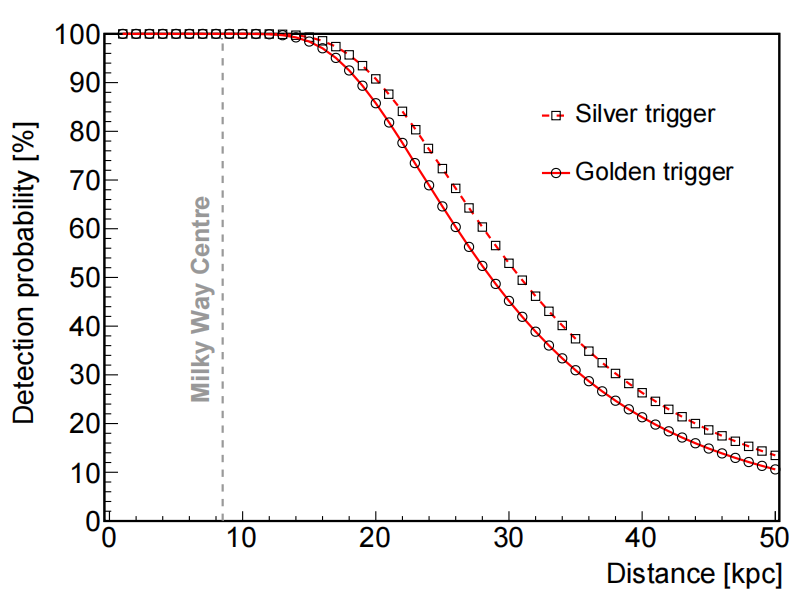 Detection probability [%]
100
90
80
70
60
50
40
30
20
10
0
Milky Way Centre
Silver trigger
Golden trigger
0 10 20 30 40 50
Distance [kpc]